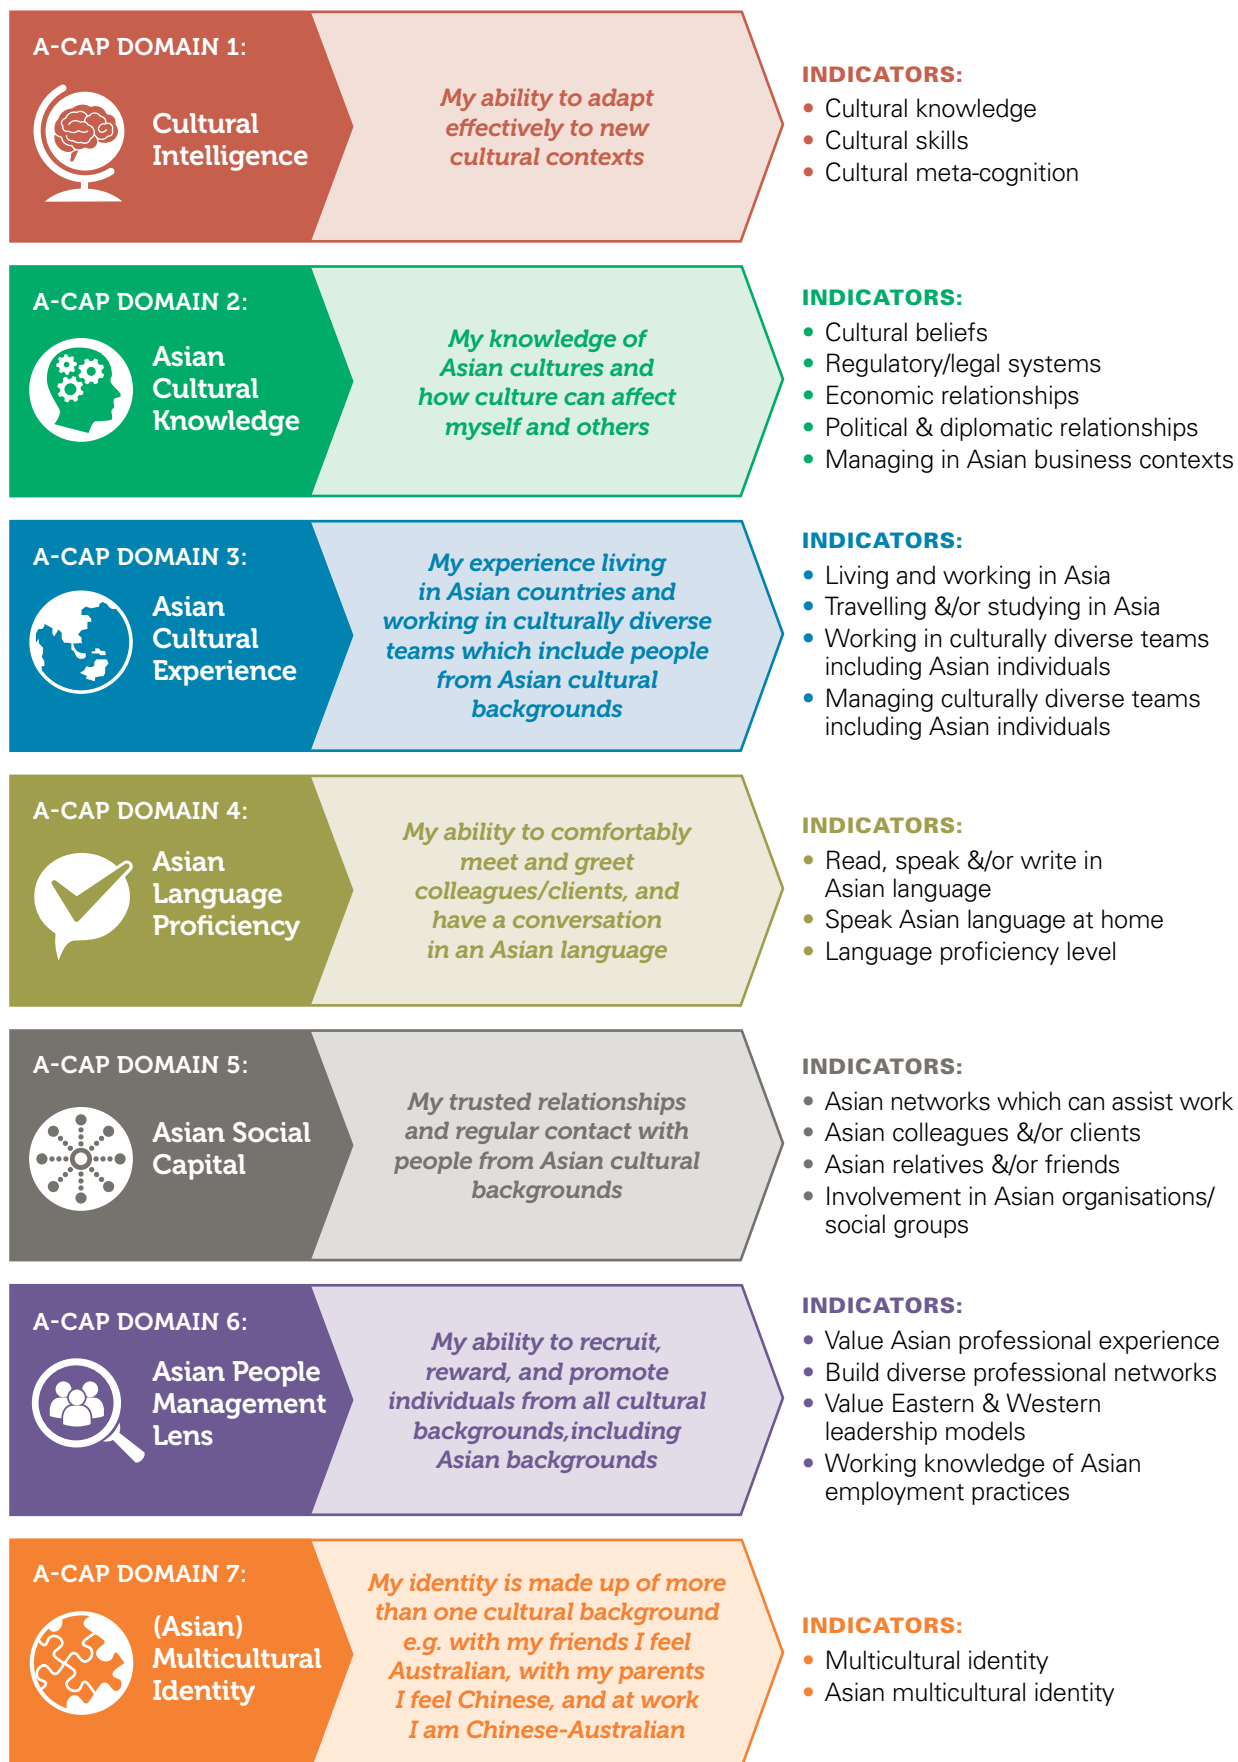 A-CAP DOMAIN 1:
Cultural
Intelligence
My ability to adapt
effectively to new
cultural contexts
INDICATORS:
• Cultural knowledge
• Cultural skills
• Cultural meta-cognition
A-CAP DOMAIN 2:
Asian
Cultural
Knowledge
My knowledge of
Asian cultures and
how culture can affect
myself and others
INDICATORS:
• Cultural beliefs
• Regulatory/legal systems
• Economic relationships
• Political & diplomatic relationships
• Managing in Asian business contexts
A-CAP DOMAIN 3:
Asian
Cultural
Experience
My experience living
in Asian countries and
working in culturally diverse
teams which include people
from Asian cultural
backgrounds
INDICATORS:
• Living and working in Asia
• Travelling &/or studying in Asia
• Working in culturally diverse teams
including Asian individuals
• Managing culturally diverse teams
including Asian individuals
A-CAP DOMAIN 4:
Asian
Language
Proficiency
My ability to comfortably
meet and greet
colleagues/clients, and
have a conversation
in an Asian language
INDICATORS:
• Read, speak &/or write in
Asian language
• Speak Asian language at home
• Language proficiency level
A-CAP DOMAIN 5:
Asian Social
Capital
My trusted relationships
and regular contact with
people from Asian cultural
backgrounds
INDICATORS:
• Asian networks which can assist work
• Asian colleagues &/or clients
• Asian relatives &/or friends
• Involvement in Asian organisations/
social groups
A-CAP DOMAIN 6:
Asian People
Management
Lens
My ability to recruit,
reward, and promote
individuals from all cultural
backgrounds,including
Asian backgrounds
INDICATORS:
• Value Asian professional experience
• Build diverse professional networks
• Value Eastern & Western
leadership models
• Working knowledge of Asian
employment practices
A-CAP DOMAIN 7:
(Asian)
Multicultural
Identity
My identity is made up of more
than one cultural background
e.g. with my friends I feel
Australian, with my parents
I feel Chinese, and at work
I am Chinese-Australian
INDICATORS:
• Multicultural identity
• Asian multicultural identity